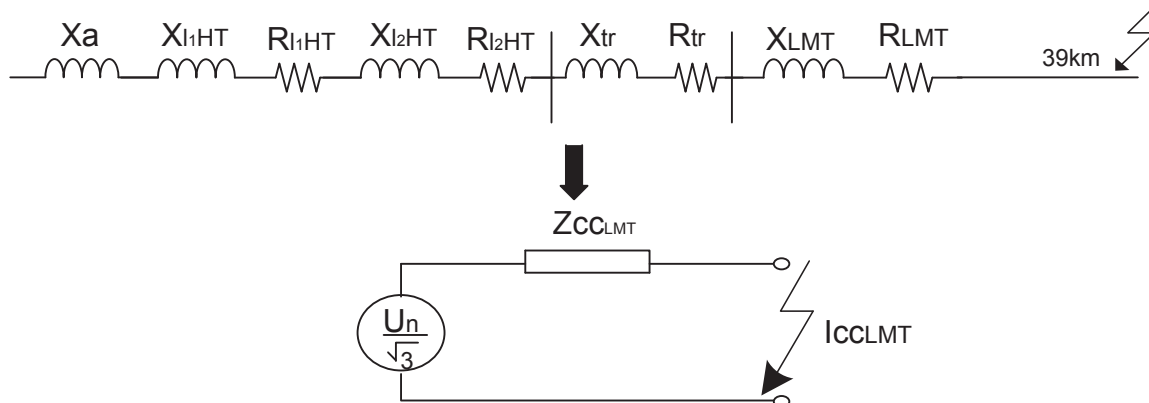 Xa Xl1HT Rl1HT Xl2HT Rl2HT Xtr Rtr XLMT RLMT
39km
ZccLMT
Un
√3
IccLMT